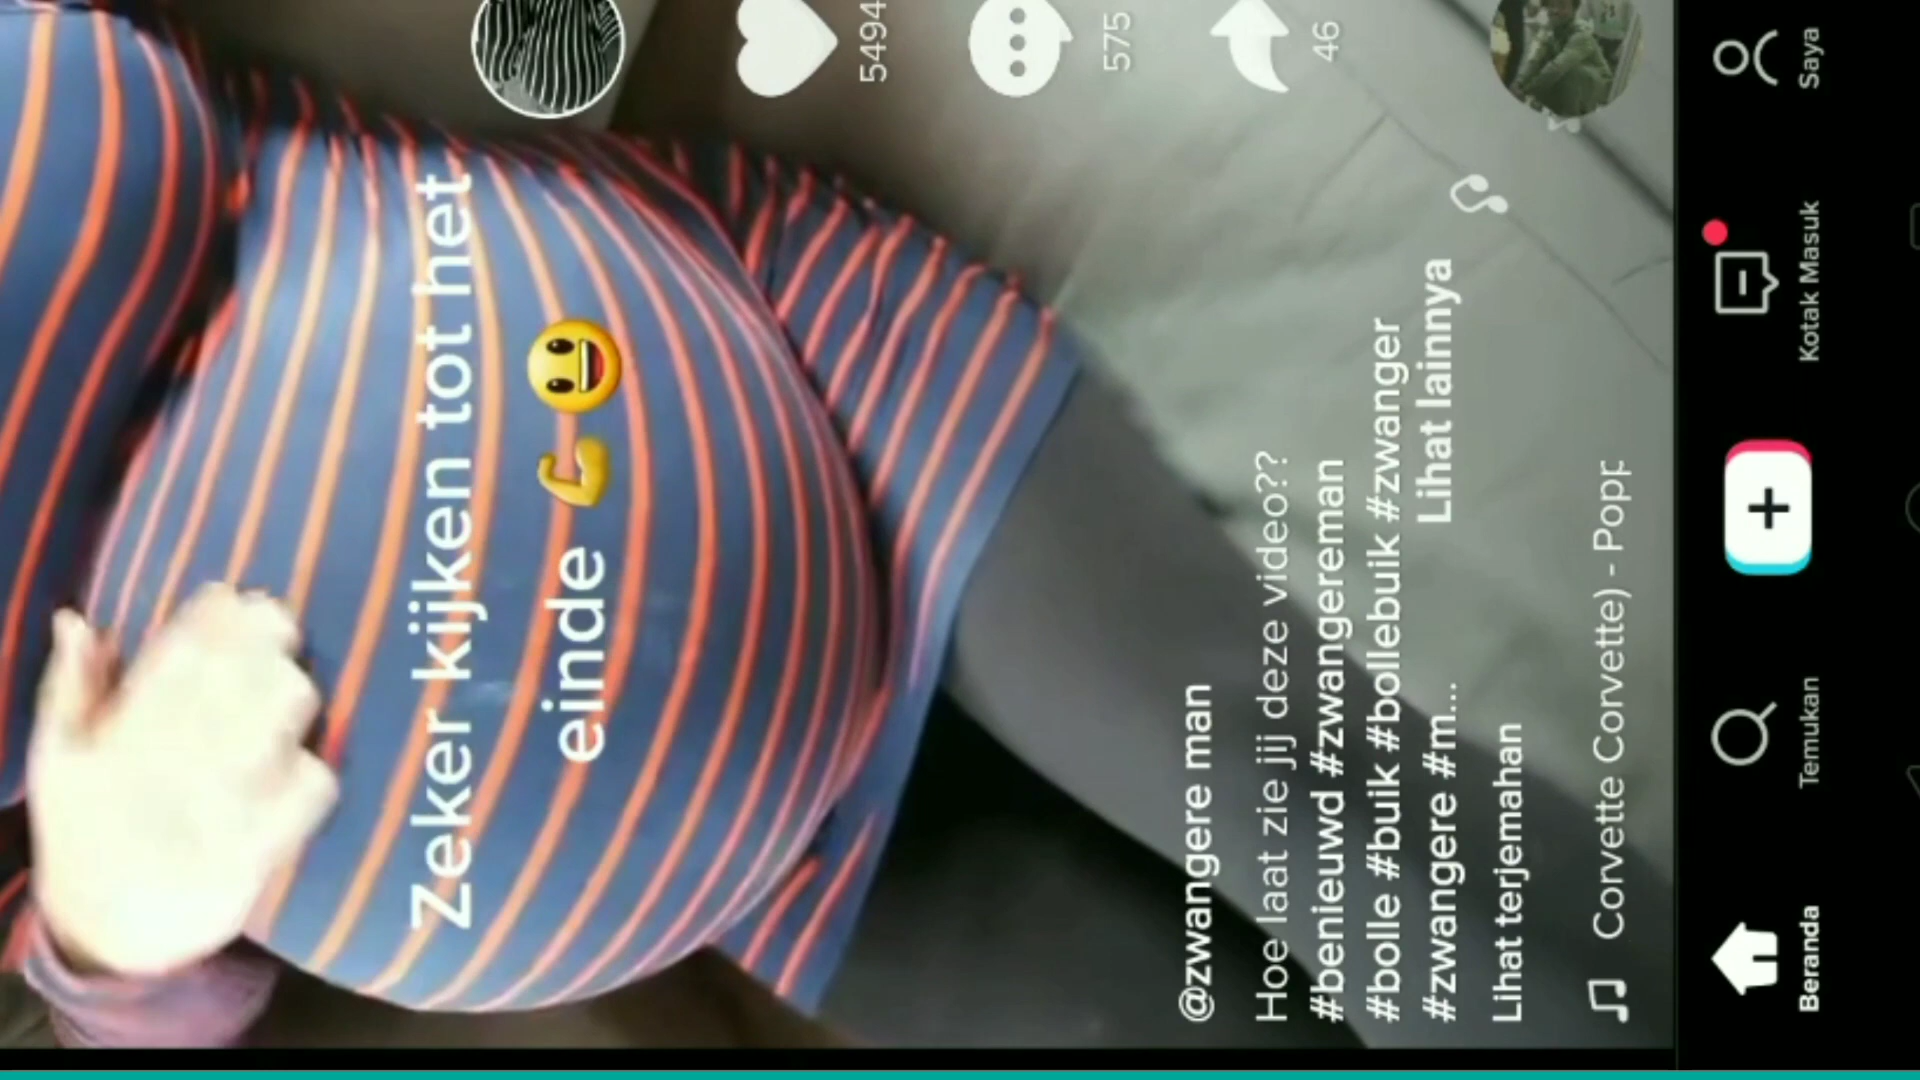 5494
575
46
Zeker kijken tot het
einde
@zwangere man
Hoe laat zie jij deze video??
#benieuwd #zwangereman
#bolle #buik #bollebuik #zwanger
#zwangere #m... Lihat lainnya
Lihat terjemahan
Corvette Corvette) - Popp
Beranda
Temukan
Kotak Masuk
Saya